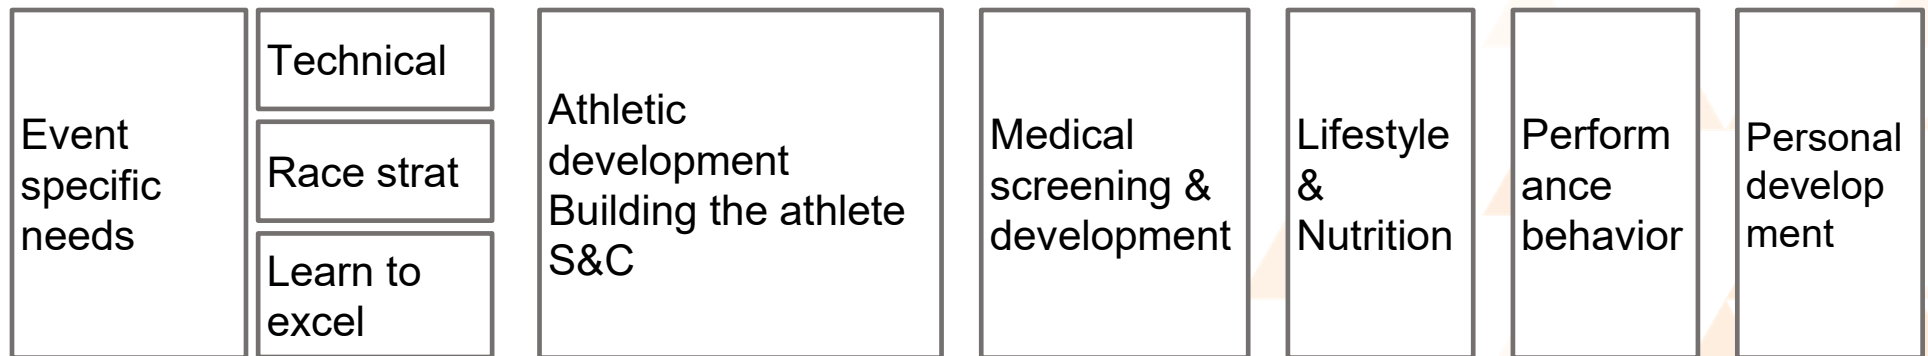 Event
specific
needs
Technical
Race strat
Learn to
excel
Athletic
development
Building the athlete
S&C
Medical
screening &
development
Lifestyle
&
Nutrition
Perform
ance
behavior
Personal
develop
ment